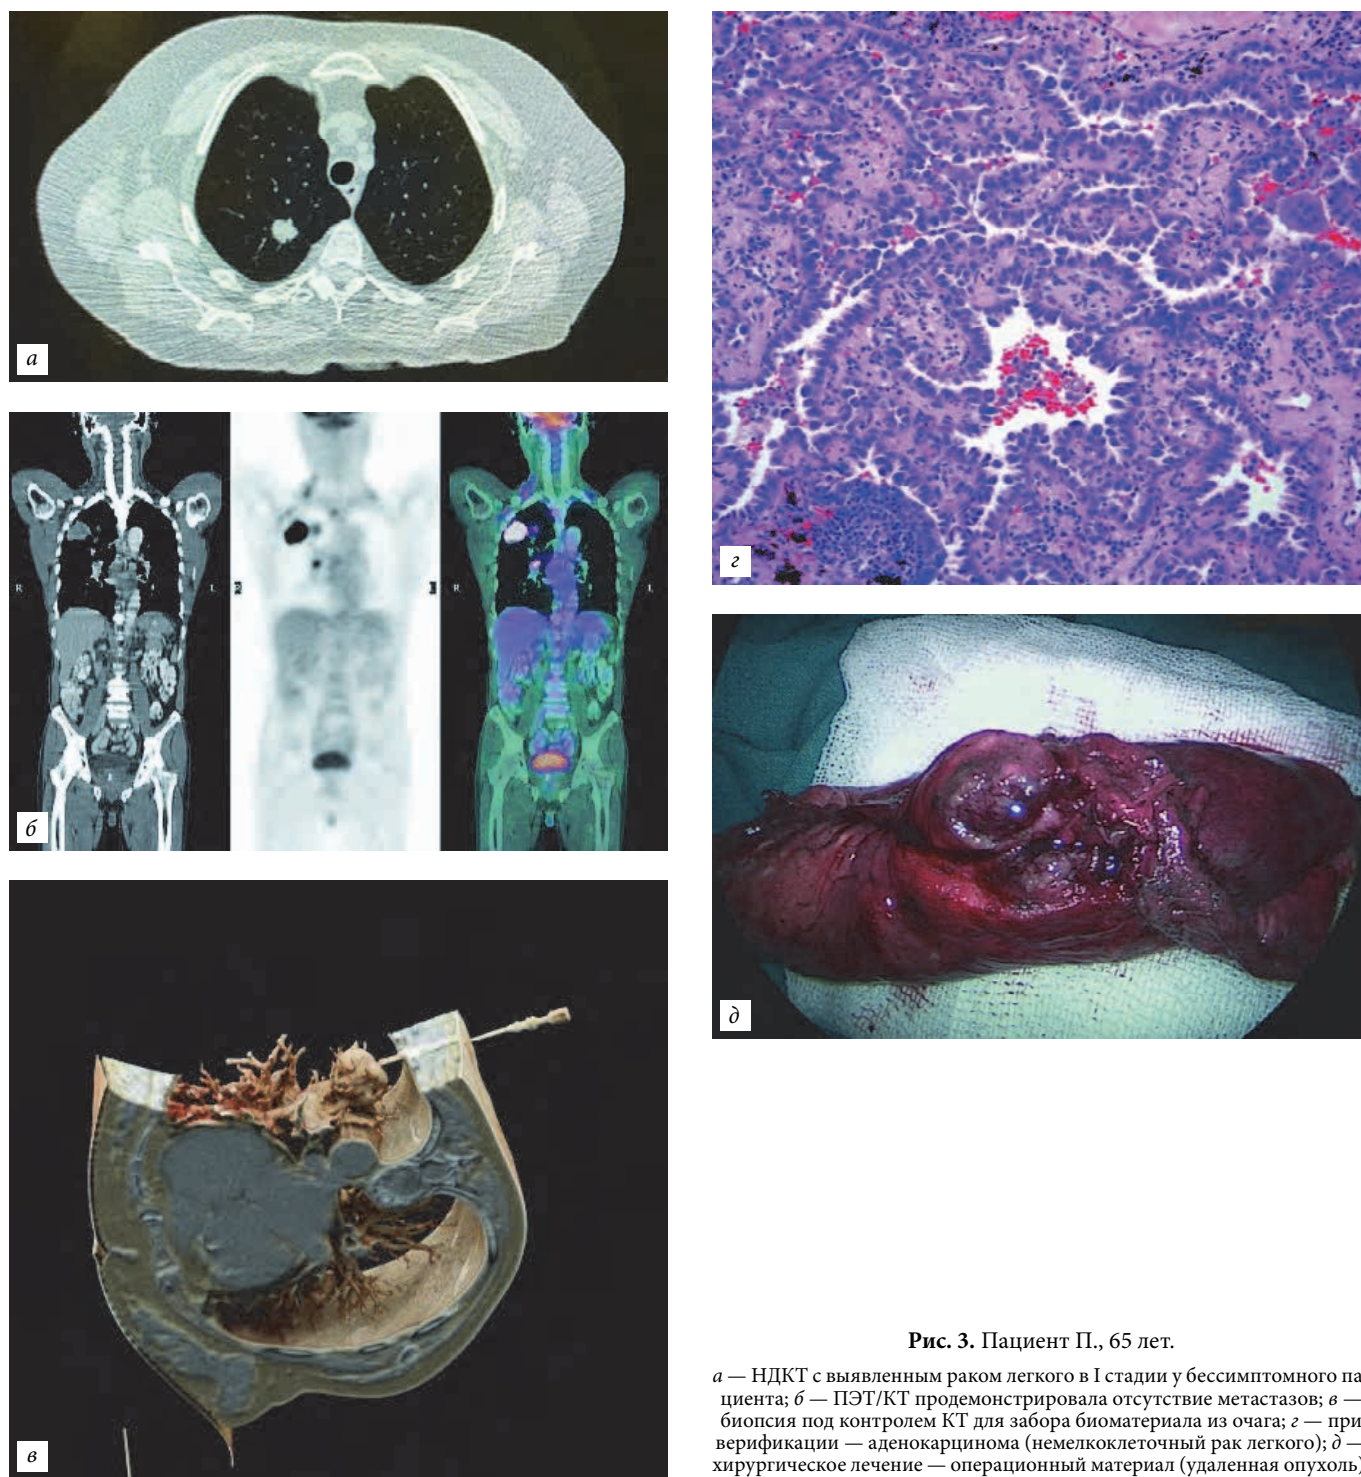 а
б
R
L
R
L
в
г
д
Рис. 3. Пациент П., 65 лет.
а — НДКТ с выявленным раком легкого в I стадии у бессимптомного па
циента; б — ПЭТ/КТ продемонстрировала отсутствие метастазов; в —
биопсия под контролем КТ для забора биоматериала из очага; г — при
верификации — аденокарцинома (немелкоклеточный рак легкого); д —
хирургическое лечение — операционный материал (удаленная опухоль)